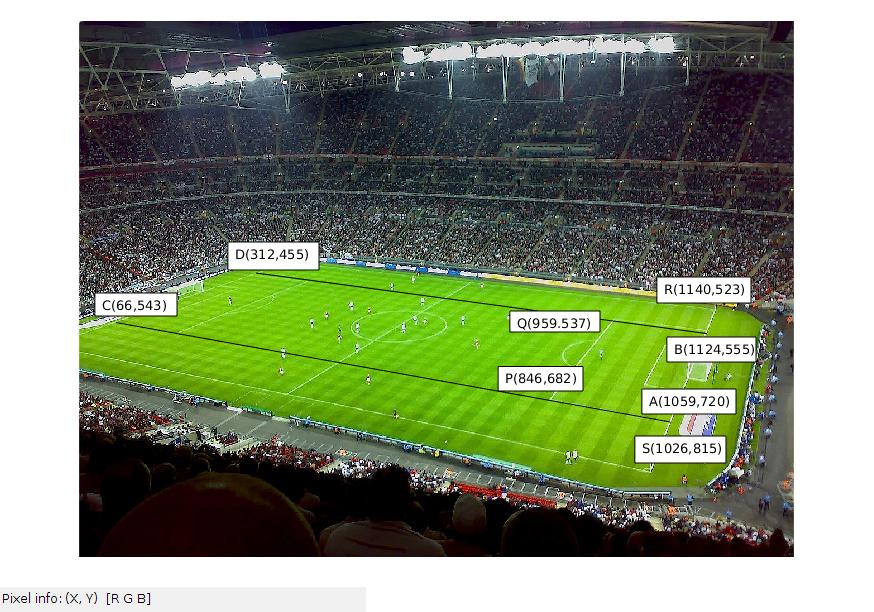 D(312,455)
R(1140,523)
C(66,543)
Q(959.537)
B(1124,555)
P(846,682)
A(1059,720)
S(1026,815)
Pixel info: (X, Y) [R G B]